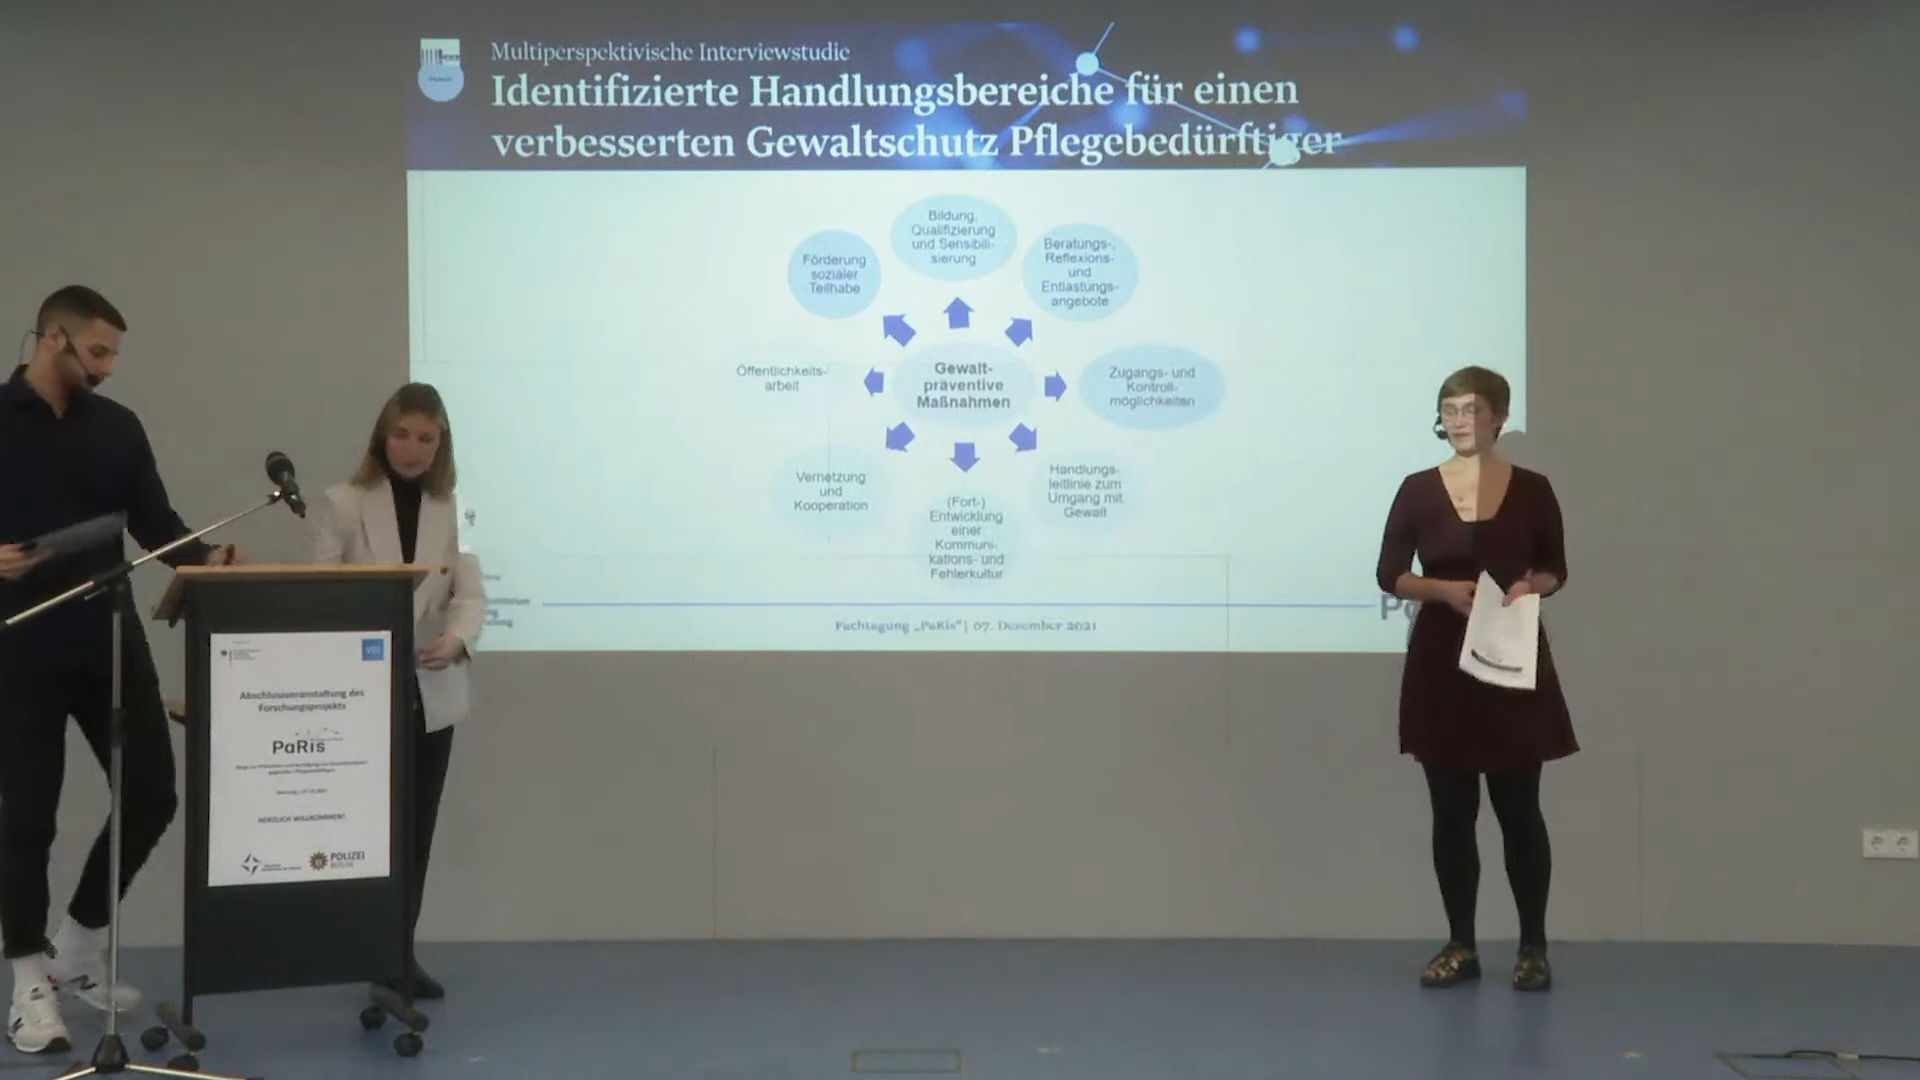 Multiperspektivische Interviewstudie
Identifizierte Handlungsbereiche für einen
verbesserten Gewaltschutz Pflegebedürftiger
Bildung,
Qualifizierung
und Sensibili-
sierung
Beratungs-,
Reflexions-
und
Entlastungs-
angebote
Förderung
sozialer
Teilhabe
Öffentlichkeits-
arbeit
Gewalt-
präventive
Maßnahmen
Zugangs- und
Kontroll-
möglichkeiten
Vernetzung
und
Kooperation
(Fort-)
Entwicklung
einer
Kommuni-
kations- und
Fehlerkultur
Handlungs-
leitlinie zum
Umgang mit
Gewalt
Fachtagung „PaRis“ | 07. Dezember 2021
Pa
VDI
Abschlussveranstaltung des
Forschungsprojekts
PaRis
HERZLICH WILLKOMMEN!
POLIZEI
BERLIN